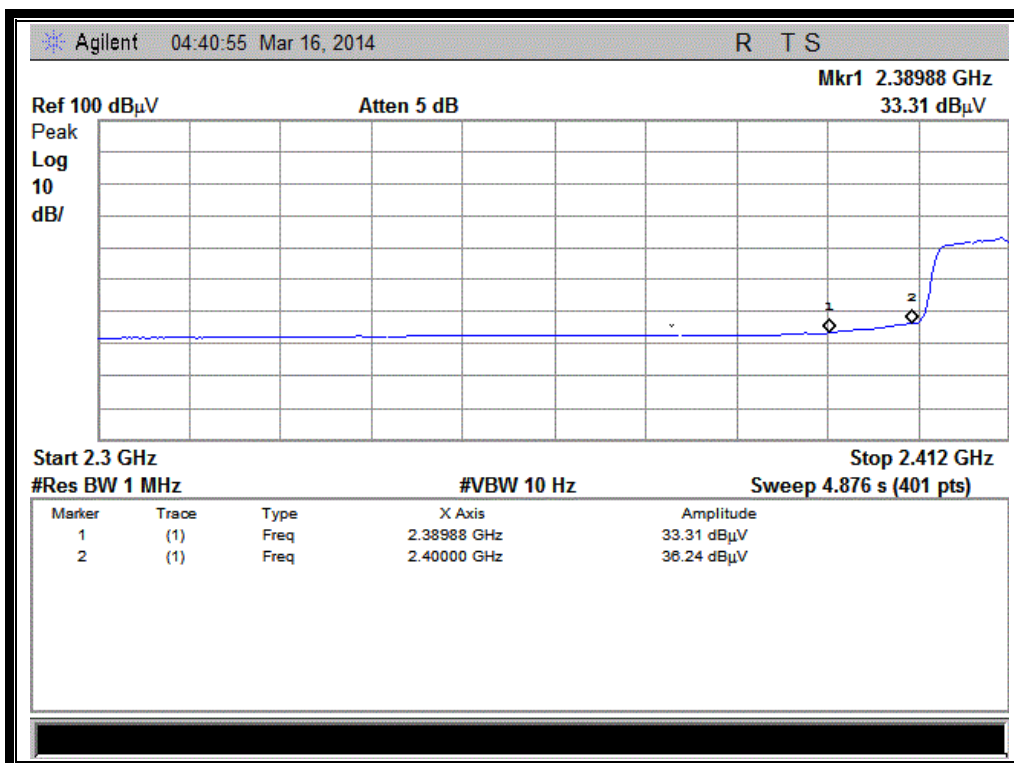 Agilent 04:40:55 Mar 16, 2014 R T S
Mkr1 2.38988 GHz
Ref 100 dBµV Atten 5 dB 33.31 dBµV
Peak
Log
10
dB/
1
2
Start 2.3 GHz Stop 2.412 GHz
#Res BW 1 MHz #VBW 10 Hz Sweep 4.876 s (401 pts)
Marker Trace Type X Axis Amplitude
1 (1) Freq 2.38988 GHz 33.31 dBµV
2 (1) Freq 2.40000 GHz 36.24 dBµV